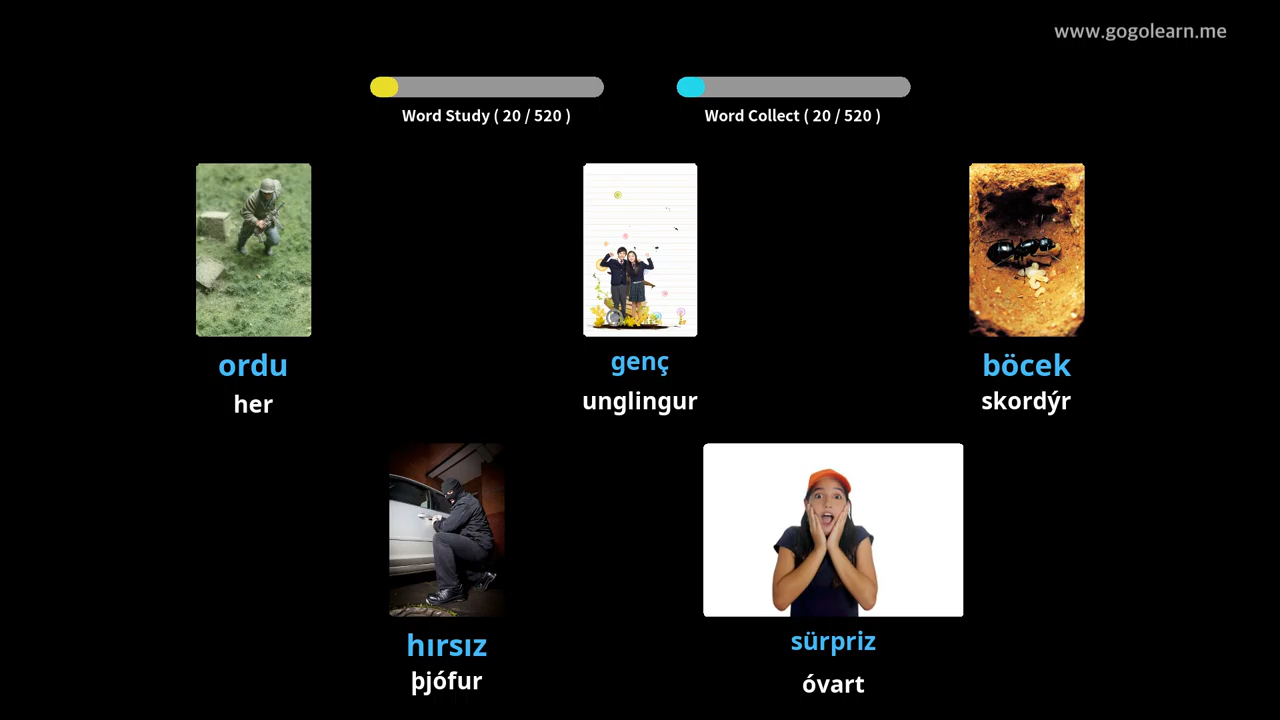 www.gogolearn.me
Word Study ( 20 / 520 )
Word Collect ( 20 / 520 )
ordu
her
genç
unglingur
böcek
skordýr
hırsız
þjófur
sürpriz
óvart